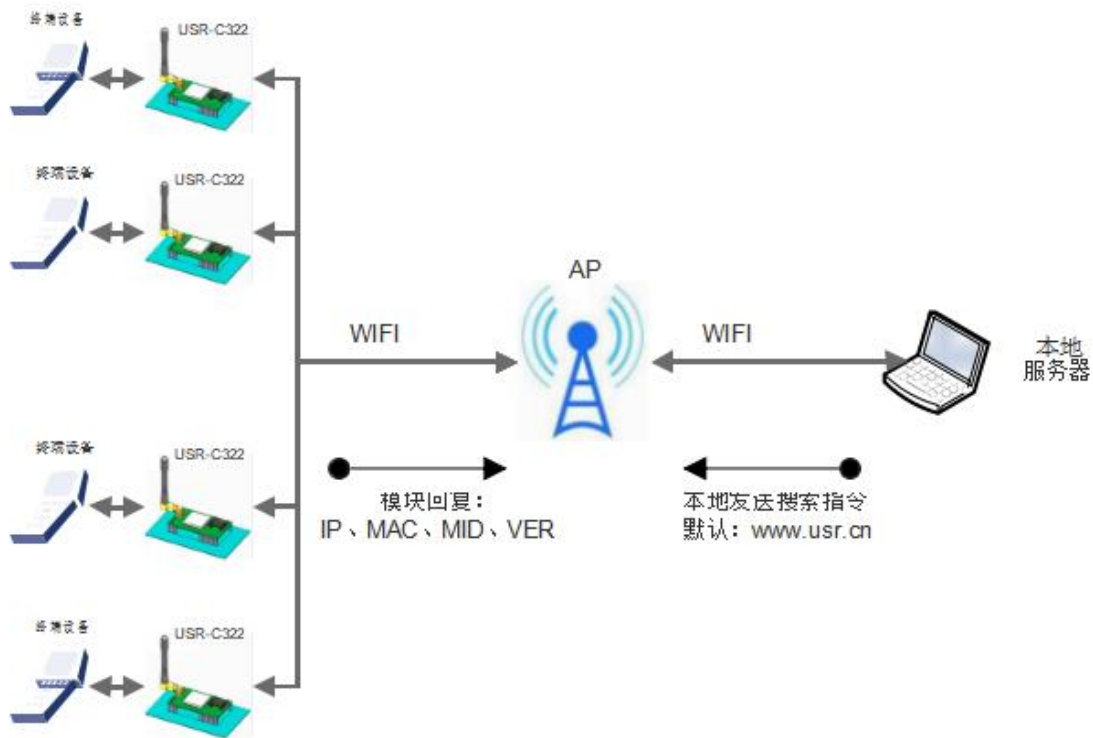 终端设备
USR-C322
终端设备
USR-C322
AP
WIFI
WIFI
本地
服务器
终端设备
USR-C322
模块回复：
IP、MAC、MID、VER
本地发送搜索指令
默认：www.usr.cn
终端设备
USR-C322